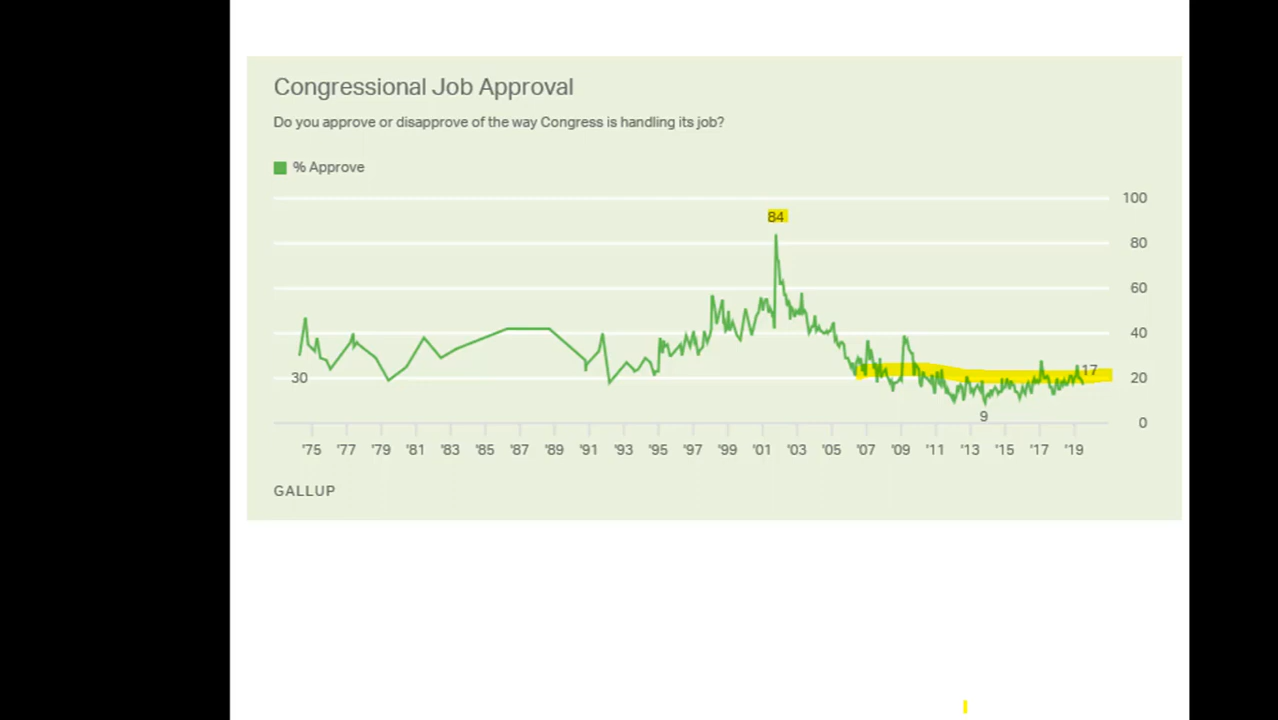 Congressional Job Approval
Do you approve or disapprove of the way Congress is handling its job?
% Approve
100
84
80
60
40
30
17
20
9
0
'75 '77 '79 '81 '83 '85 '87 '89 '91 '93 '95 '97 '99 '01 '03 '05 '07 '09 '11 '13 '15 '17 '19
GALLUP